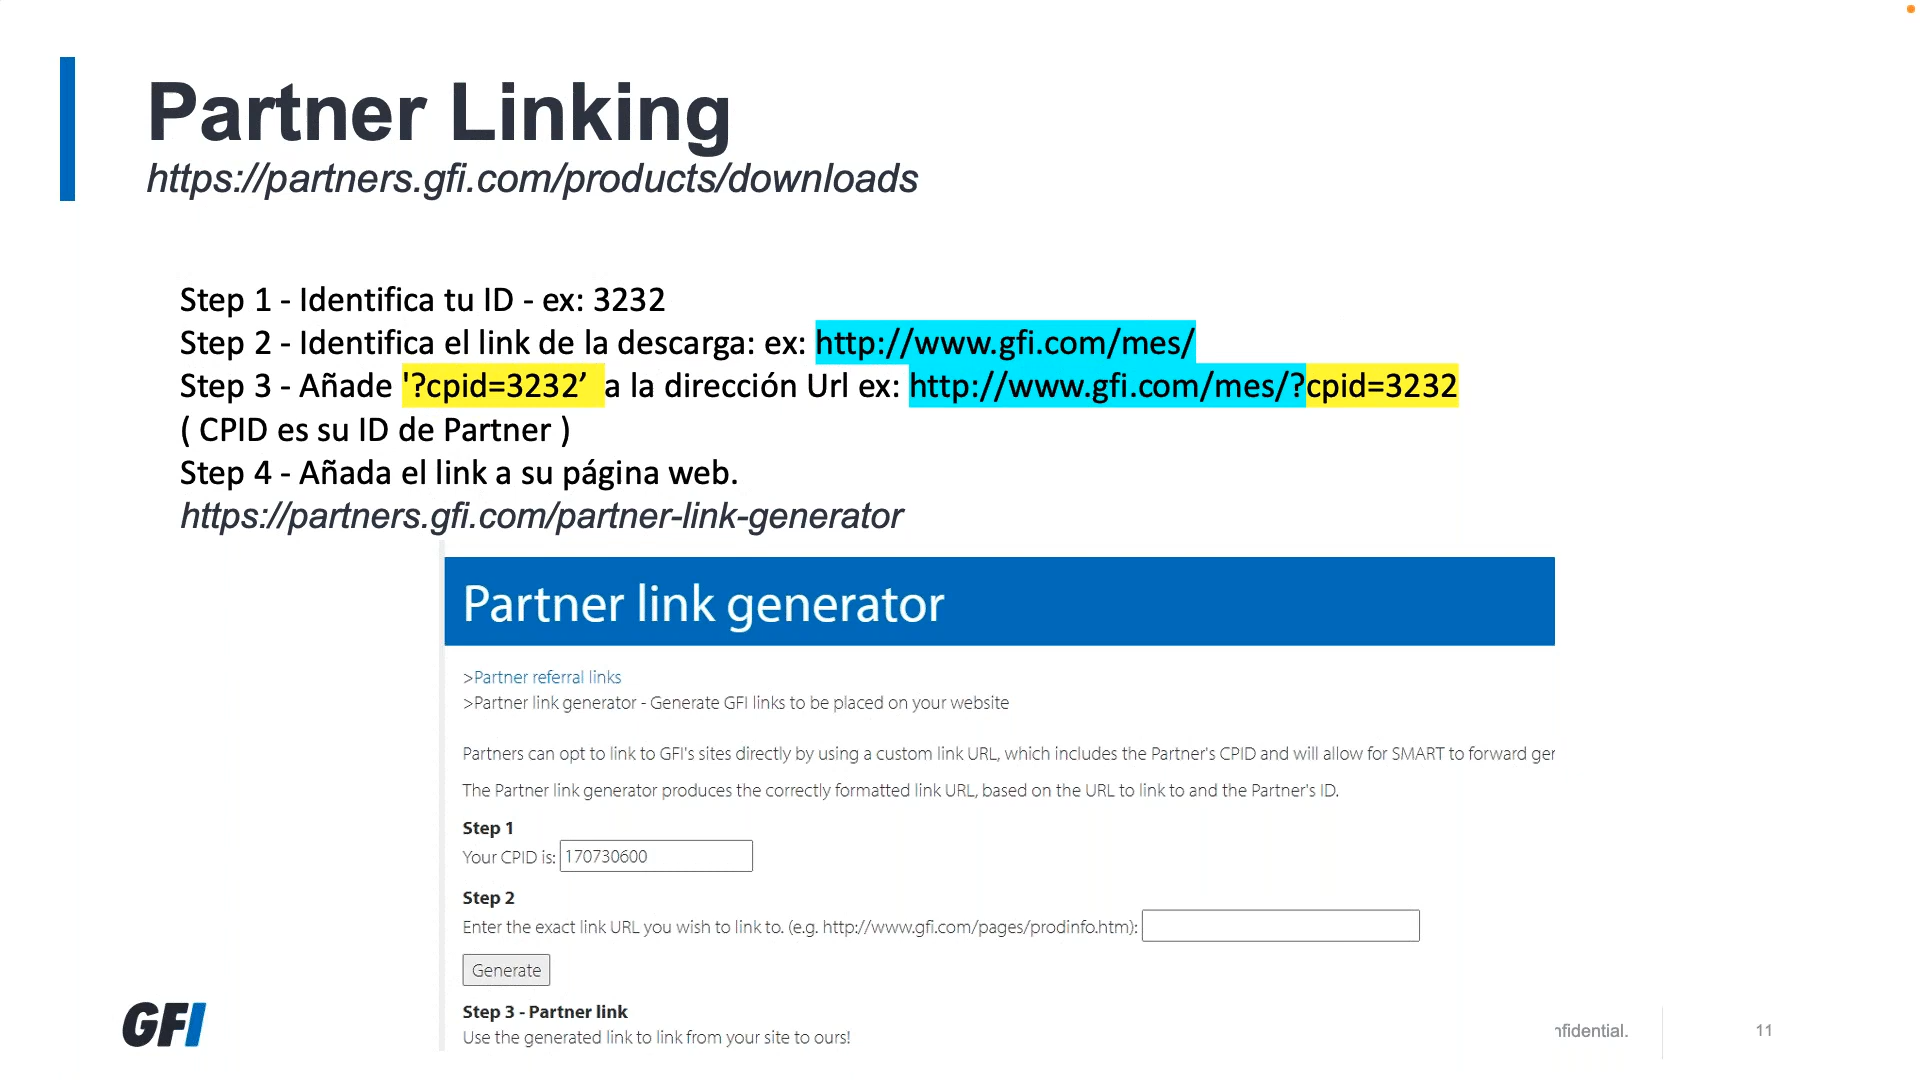 Partner Linking
https://partners.gfi.com/products/downloads
Step 1 - Identifica tu ID - ex: 3232
Step 2 - Identifica el link de la descarga: ex: http://www.gfi.com/mes/
Step 3 - Añade '?cpid=3232’ a la dirección Url ex: http://www.gfi.com/mes/?cpid=3232
( CPID es su ID de Partner )
Step 4 - Añada el link a su página web.
https://partners.gfi.com/partner-link-generator
Partner link generator
>Partner referral links
>Partner link generator - Generate GFI links to be placed on your website
Partners can opt to link to GFI's sites directly by using a custom link URL, which includes the Partner's CPID and will allow for SMART to forward ger
The Partner link generator produces the correctly formatted link URL, based on the URL to link to and the Partner's ID.
Step 1
Your CPID is: 170730600
Step 2
Enter the exact link URL you wish to link to. (e.g. http://www.gfi.com/pages/prodinfo.htm):
Generate
Step 3 - Partner link
Use the generated link to link from your site to ours!
GFI
nfidential.
11